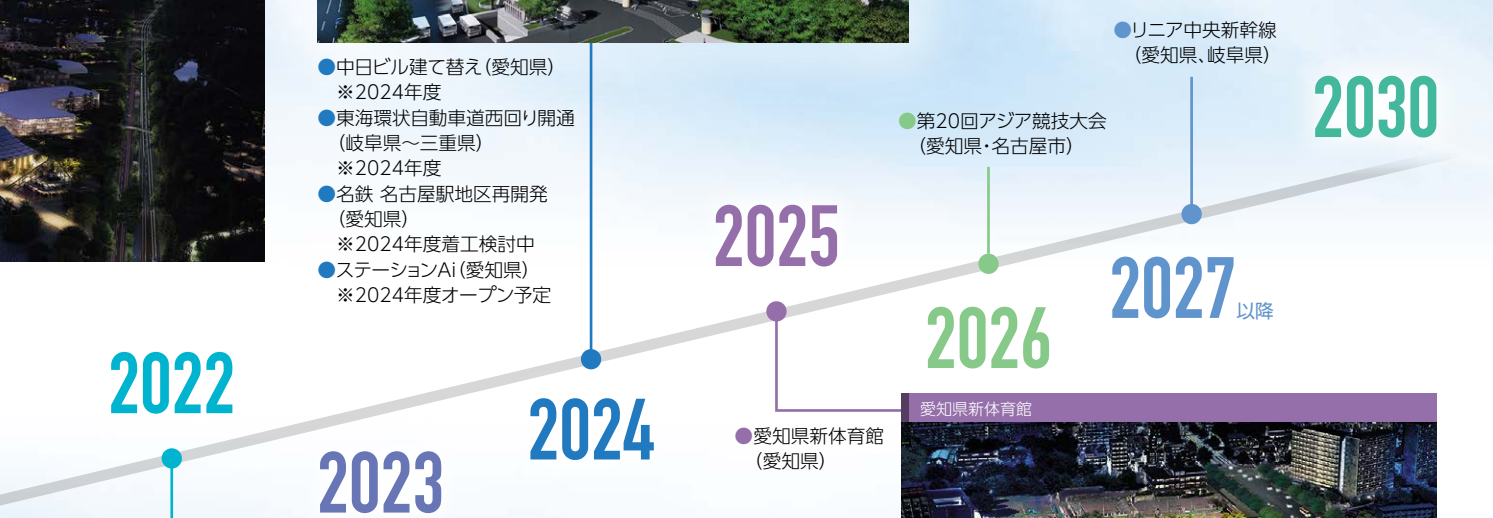 ●中日ビル建て替え(愛知県)
※2024年度
●東海環状自動車道西回り開通
(岐阜県～三重県)
※2024年度
●名鉄 名古屋駅地区再開発
(愛知県)
※2024年度着工検討中
●ステーションAi(愛知県)
※2024年度オープン予定
●リニア中央新幹線
(愛知県、岐阜県)
2030
●第20回アジア競技大会
(愛知県・名古屋市)
2025
2027以降
2026
2022
2024
愛知県新体育館
●愛知県新体育館
(愛知県)
2023